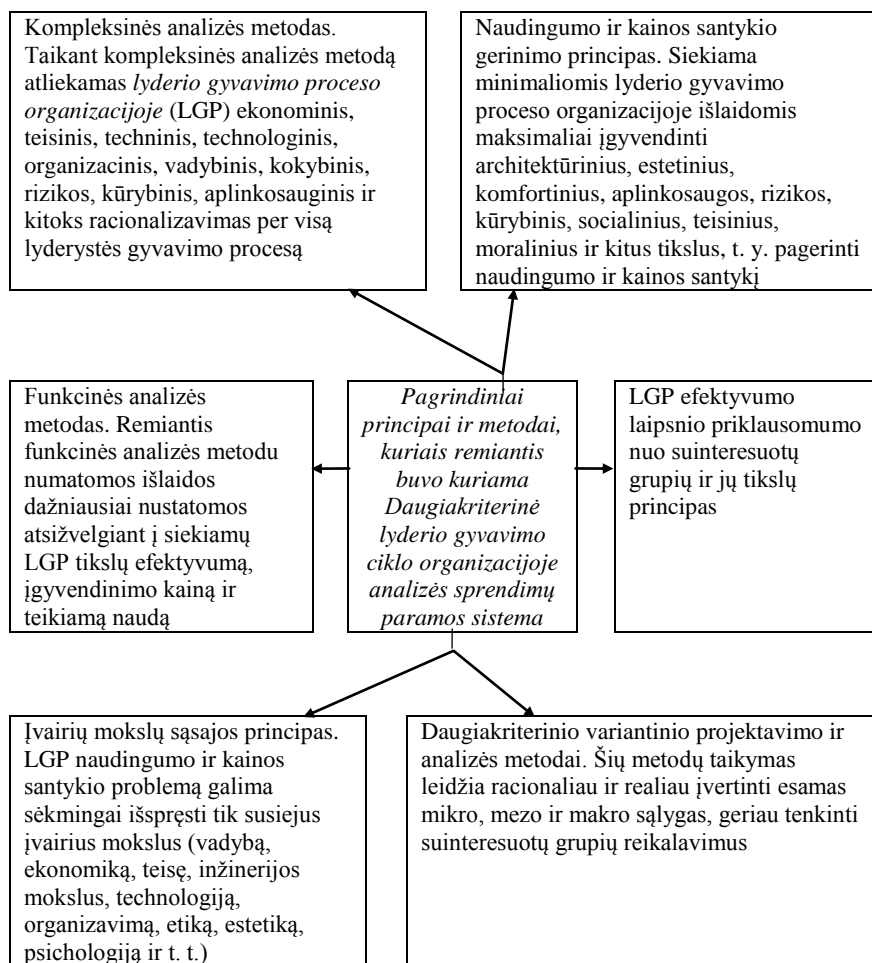 Kompleksinės analizės metodas.
Taikant kompleksinės analizės metodą
atliekamas lyderio gyvavimo proceso
organizacijoje (LGP) ekonominis,
teisinis, techninis, technologinis,
organizacinis, vadybinis, kokybinis,
rizikos, kūrybinis, aplinkosauginis ir
kitoks racionalizavimas per visą
lyderystės gyvavimo procesą
Naudingumo ir kainos santykio
gerinimo principas. Siekiama
minimaliomis lyderio gyvavimo
proceso organizacijoje išlaidomis
maksimaliai įgyvendinti
architektūrinius, estetinius,
komfortinius, aplinkosaugos, rizikos,
kūrybinis, socialinius, teisinius,
moralinius ir kitus tikslus, t. y. pagerinti
naudingumo ir kainos santykį
Funkcinės analizės
metodas. Remiantis
funkcinės analizės metodu
numatomos išlaidos
dažniausiai nustatomos
atsižvelgiant į siekiamų
LGP tikslų efektyvumą,
įgyvendinimo kainą ir
teikiamą naudą
Pagrindiniai
principai ir metodai,
kuriais remiantis
buvo kuriama
Daugiakriterinė
lyderio gyvavimo
ciklo organizacijoje
analizės sprendimų
paramos sistema
LGP efektyvumo
laipsnio priklausomumo
nuo suinteresuotų
grupių ir jų tikslų
principas
Įvairių mokslų sąsajos principas.
LGP naudingumo ir kainos
santykio problemą galima
sėkmingai išspręsti tik susiejus
įvairius mokslus (vadybą,
ekonomiką, teisę, inžinerijos
mokslus, technologiją,
organizavimą, etiką, estetiką,
psichologiją ir t. t.)
Daugiakriterinio variantinio projektavimo ir
analizės metodai. Šių metodų taikymas
leidžia racionaliau ir realiau įvertinti esamas
mikro, mezo ir makro sąlygas, geriau tenkinti
suinteresuotų grupių reikalavimus